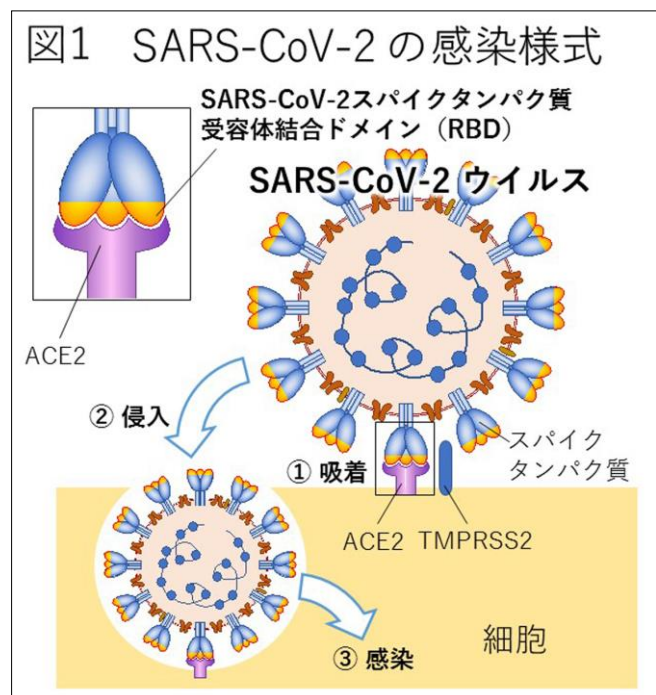 図1 SARS-CoV-2 の感染様式
SARS-CoV-2スパイクタンパク質
受容体結合ドメイン（RBD）
SARS-CoV-2 ウイルス
ACE2
② 侵入
① 吸着
スパイク
タンパク質
ACE2
TMPRSS2
③ 感染
細胞